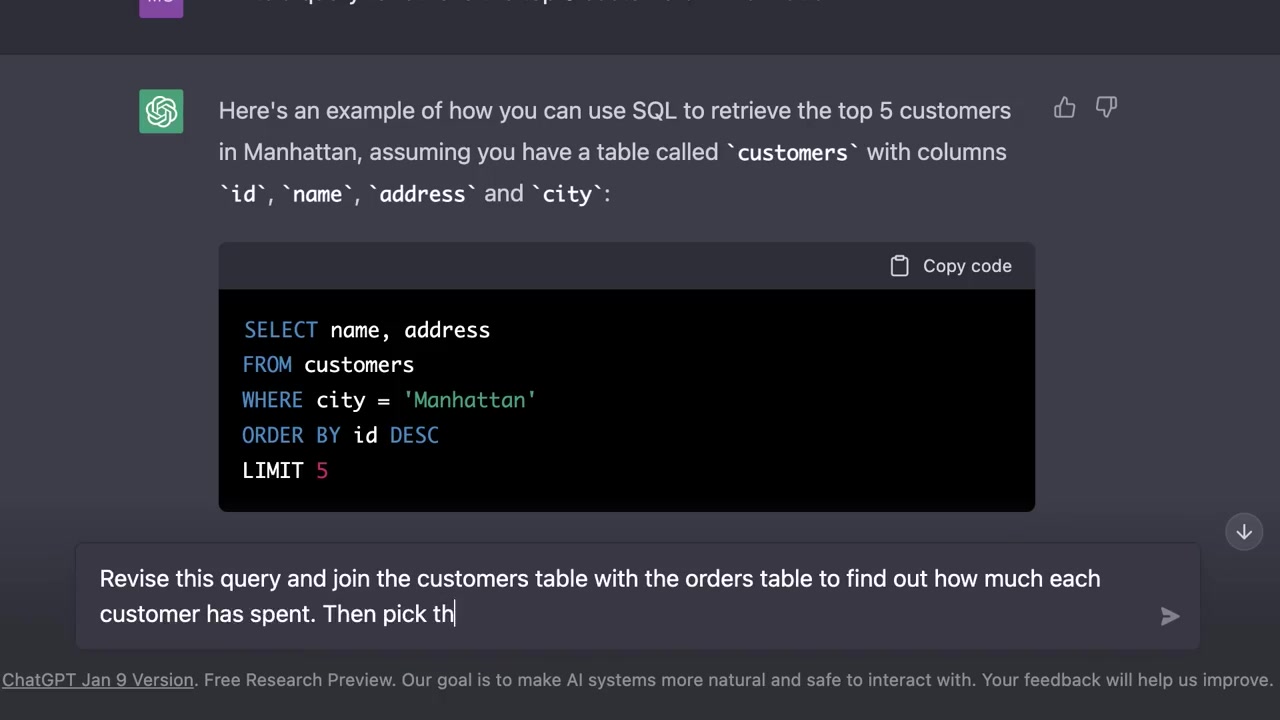 Here's an example of how you can use SQL to retrieve the top 5 customers
in Manhattan, assuming you have a table called `customers` with columns
`id`, `name`, `address` and `city`:
Copy code
SELECT name, address
FROM customers
WHERE city = 'Manhattan'
ORDER BY id DESC
LIMIT 5
Revise this query and join the customers table with the orders table to find out how much each
customer has spent. Then pick th
ChatGPT Jan 9 Version. Free Research Preview. Our goal is to make AI systems more natural and safe to interact with. Your feedback will help us improve.